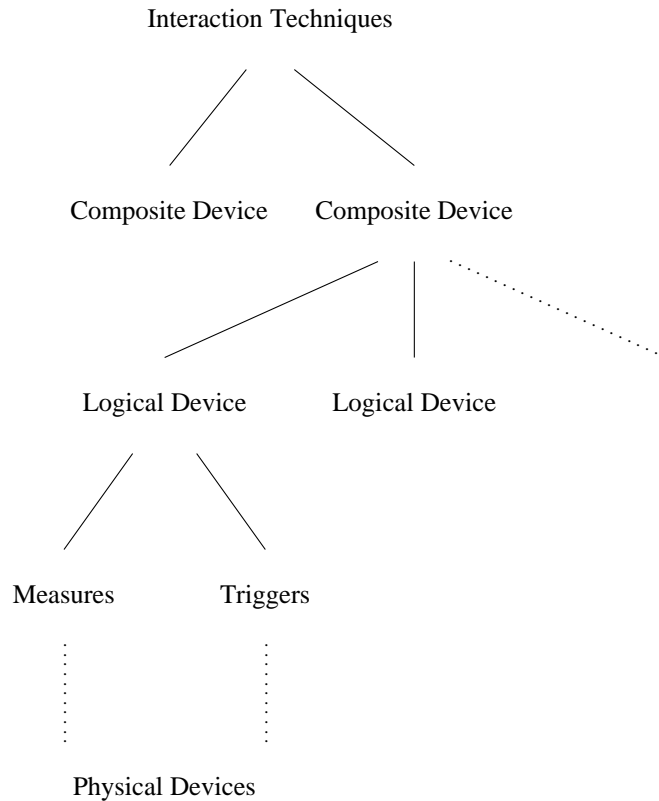 Interaction Techniques
Composite Device Composite Device
Logical Device Logical Device
Measures Triggers
Physical Devices